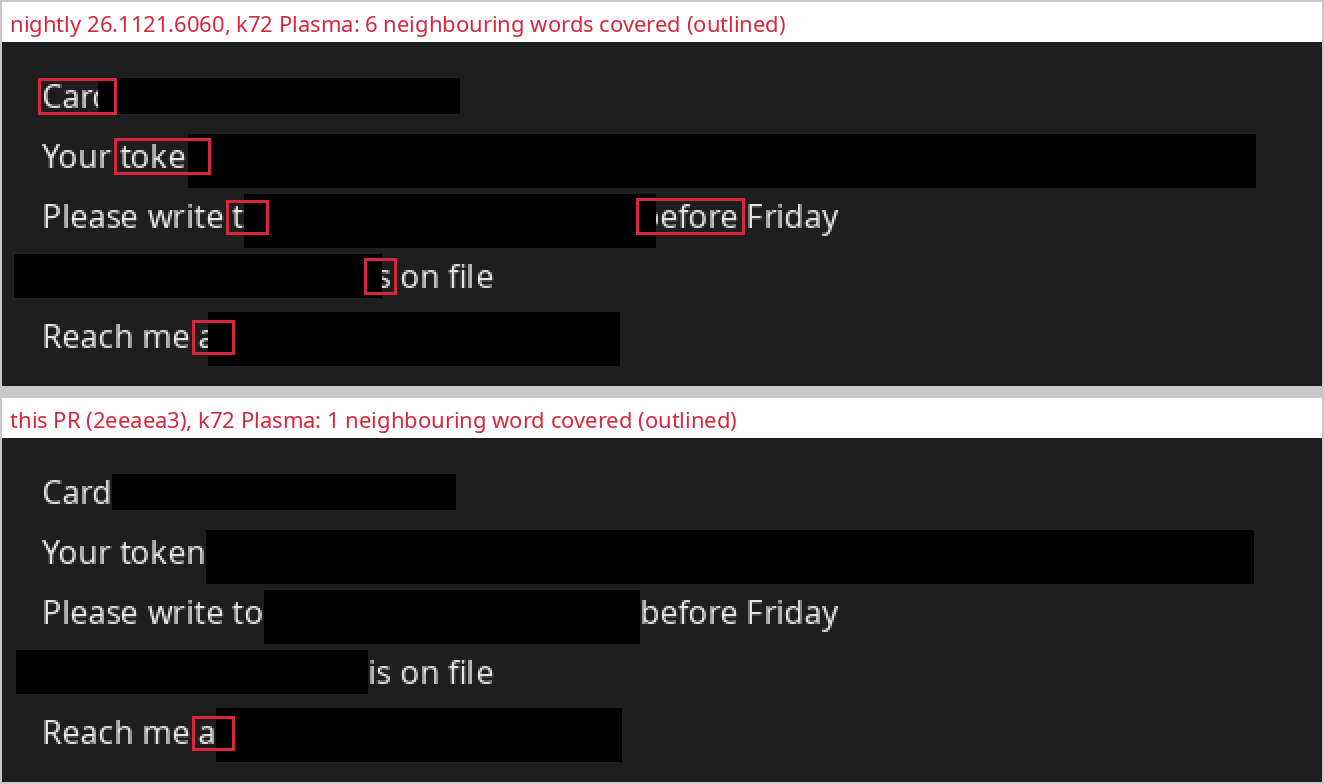 nightly 26.1121.6060, k72 Plasma: 6 neighbouring words covered (outlined)
Car
Your toke
Please write t efore Friday
s on file
Reach me a
this PR (2eeaea3), k72 Plasma: 1 neighbouring word covered (outlined)
Card
Your token
Please write to before Friday
is on file
Reach me a